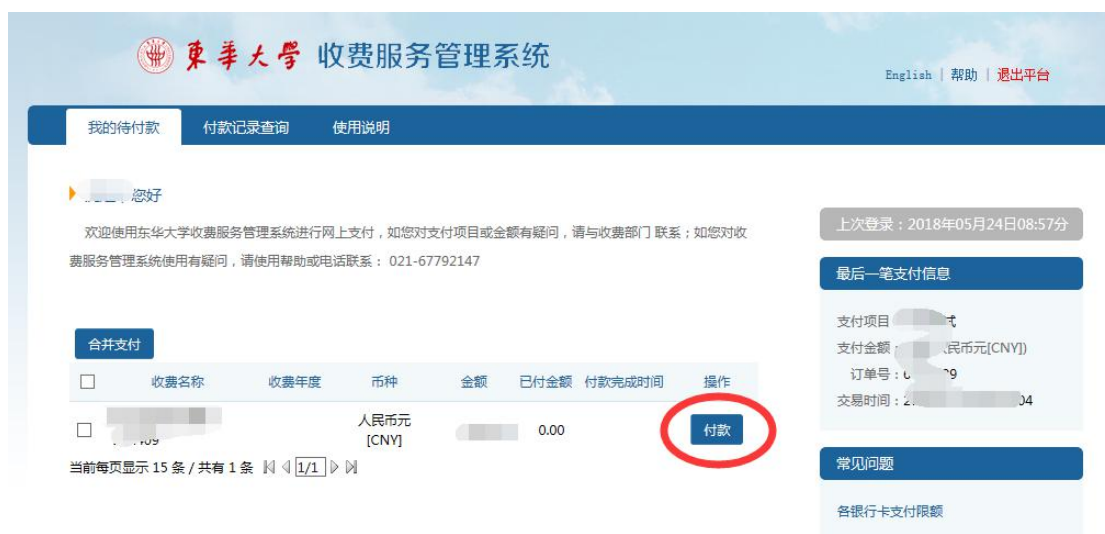 東華大學 收费服务管理系统
English | 帮助 | 退出平台
我的待付款 付款记录查询 使用说明
您好
欢迎使用东华大学收费服务管理系统进行网上支付，如您对支付项目或金额有疑问，请与收费部门 联系；如您对收
费服务管理系统使用有疑问，请使用帮助或电话联系： 021-67792147
上次登录：2018年05月24日08:57分
最后一笔支付信息
支付项目
支付金额： 民币元[CNY])
订单号：
交易时间：2 04
合并支付
收费名称 收费年度 币种 金额 已付金额 付款完成时间 操作
人民币元
[CNY]
0.00 付款
当前每页显示 15 条 / 共有 1 条 1/1
常见问题
各银行卡支付限额